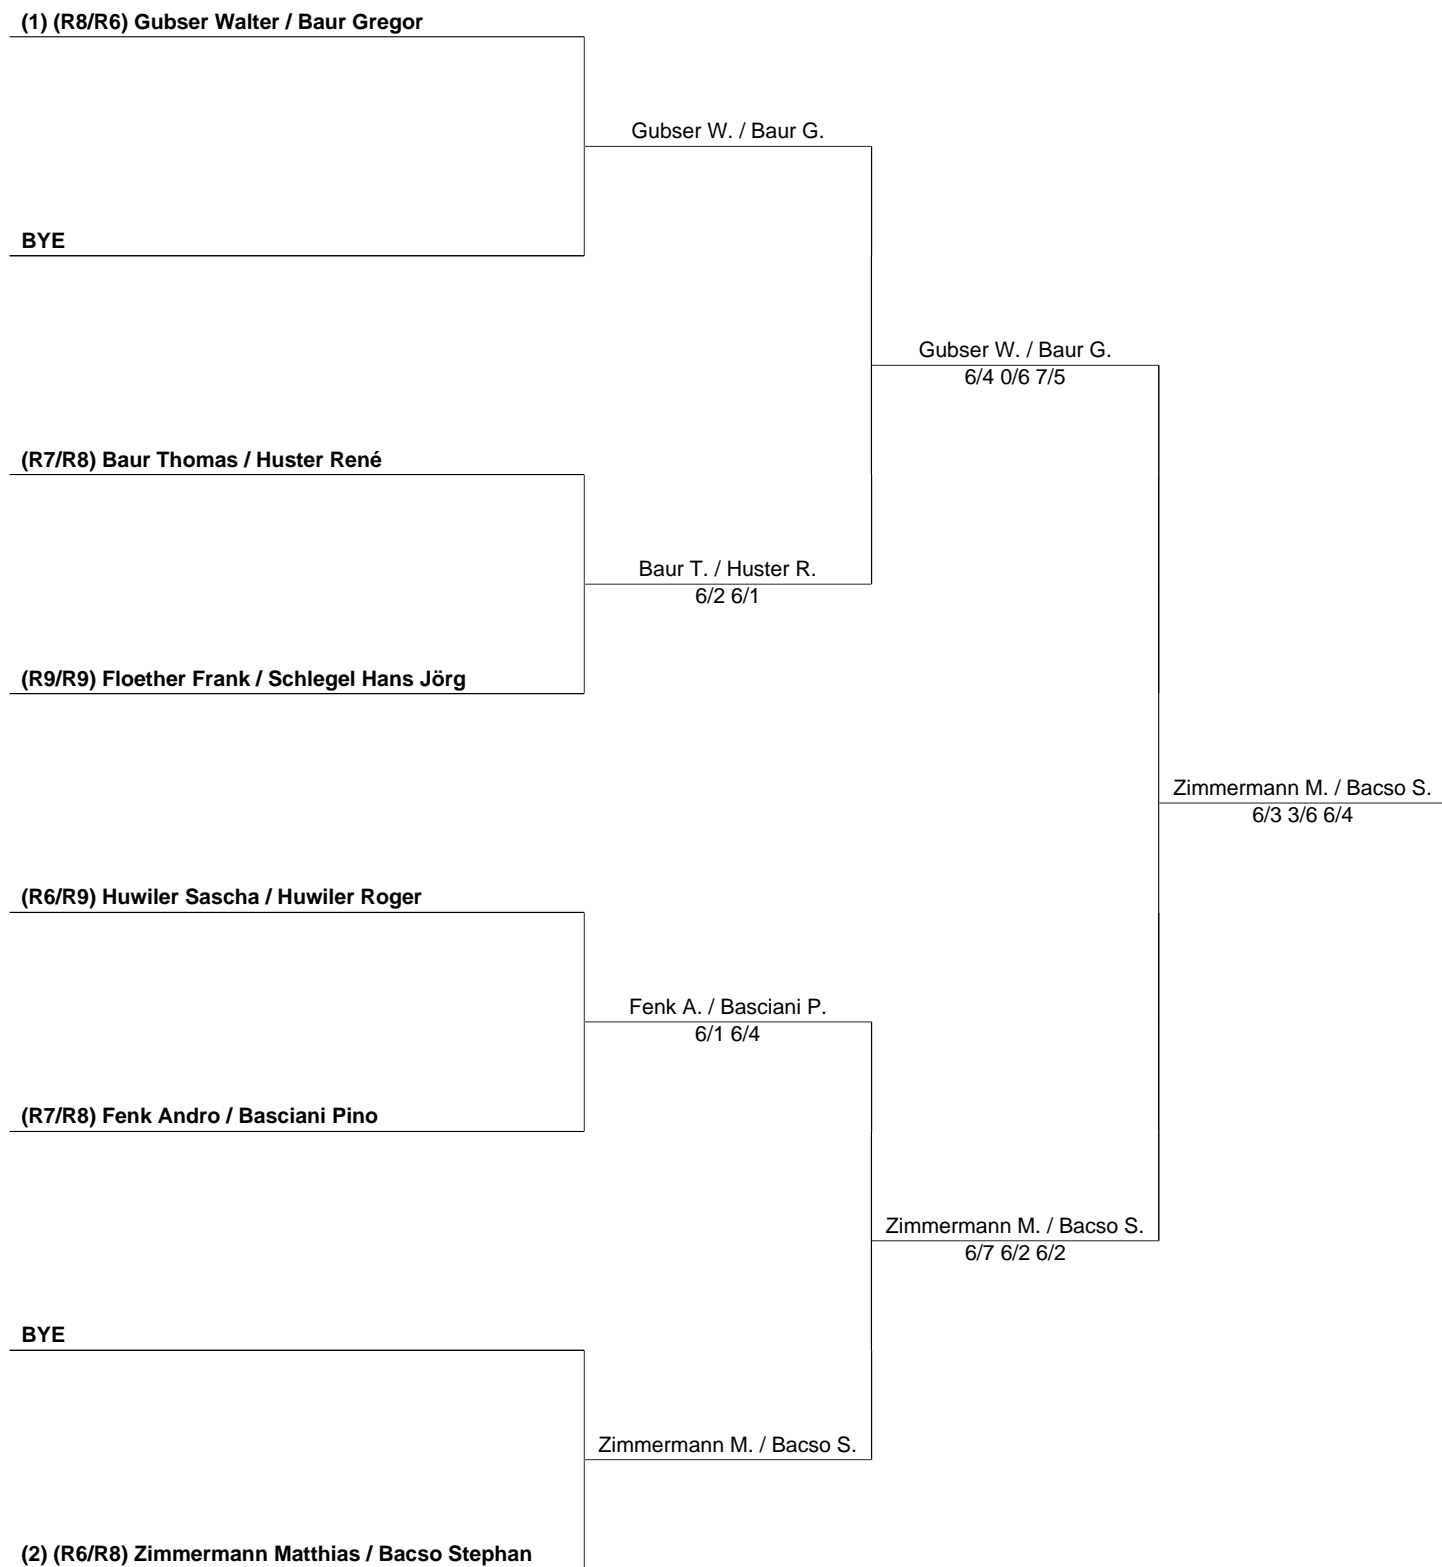 (1) (R8/R6) Gubser Walter / Baur Gregor
Gubser W. / Baur G.
BYE
Gubser W. / Baur G.
6/4 0/6 7/5
(R7/R8) Baur Thomas / Huster René
Baur T. / Huster R.
6/2 6/1
(R9/R9) Floether Frank / Schlegel Hans Jörg
Zimmermann M. / Bacso S.
6/3 3/6 6/4
(R6/R9) Huwiler Sascha / Huwiler Roger
Fenk A. / Basciani P.
6/1 6/4
(R7/R8) Fenk Andro / Basciani Pino
Zimmermann M. / Bacso S.
6/7 6/2 6/2
BYE
Zimmermann M. / Bacso S.
(2) (R6/R8) Zimmermann Matthias / Bacso Stephan